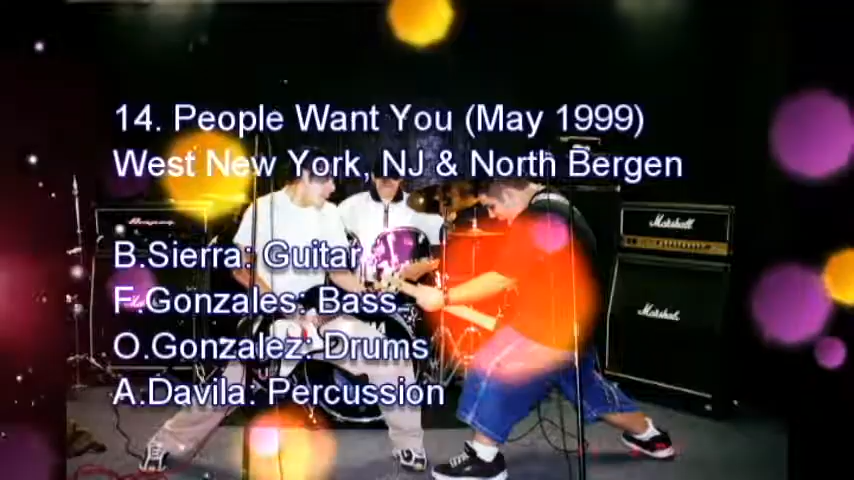 14. People Want You (May 1999)
West New York, NJ & North Bergen
B.Sierra: Guitar
F.Gonzales: Bass
O.Gonzalez: Drums
A.Davila: Percussion
Ampeg
Marshall
Marshall